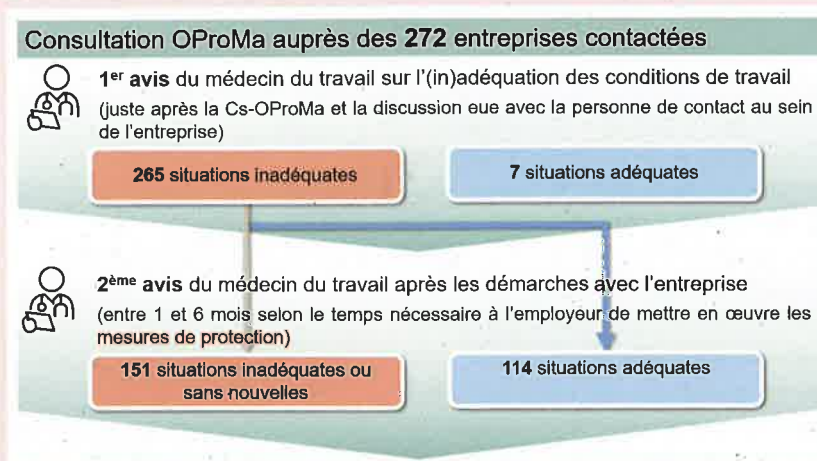 Consultation OProMa auprès des 272 entreprises contactées
1er avis du médecin du travail sur l'(in)adéquation des conditions de travail
(juste après la Cs-OProMa et la discussion eue avec la personne de contact au sein
de l'entreprise)
265 situations inadéquates
7 situations adéquates
2ème avis du médecin du travail après les démarches avec l'entreprise
(entre 1 et 6 mois selon le temps nécessaire à l'employeur de mettre en œuvre les
mesures de protection)
151 situations inadéquates ou
sans nouvelles
114 situations adéquates